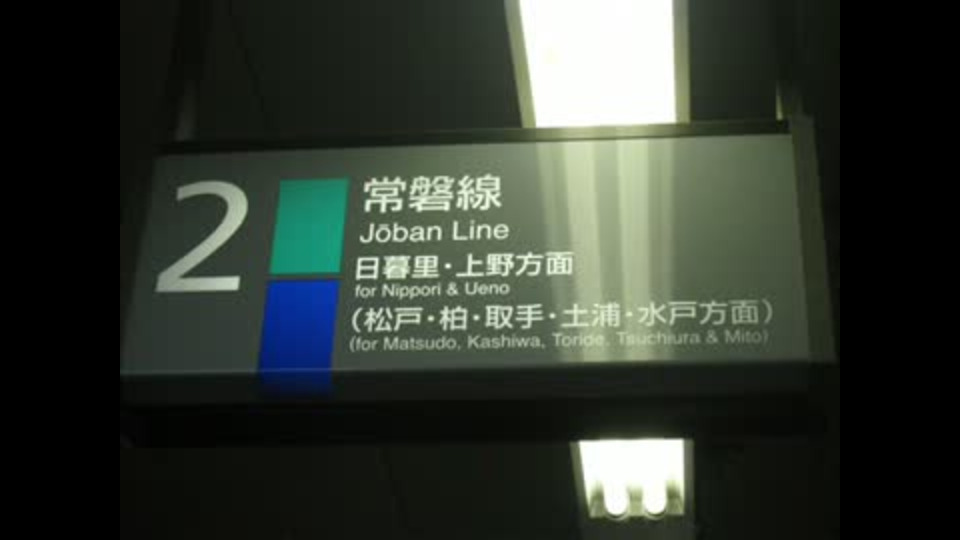 2
常磐線
Jōban Line
日暮里・上野方面
for Nippori & Ueno
(松戸・柏・取手・土浦・水戸方面)
(for Matsudo, Kashiwa, Toride, Tsuchiura & Mito)